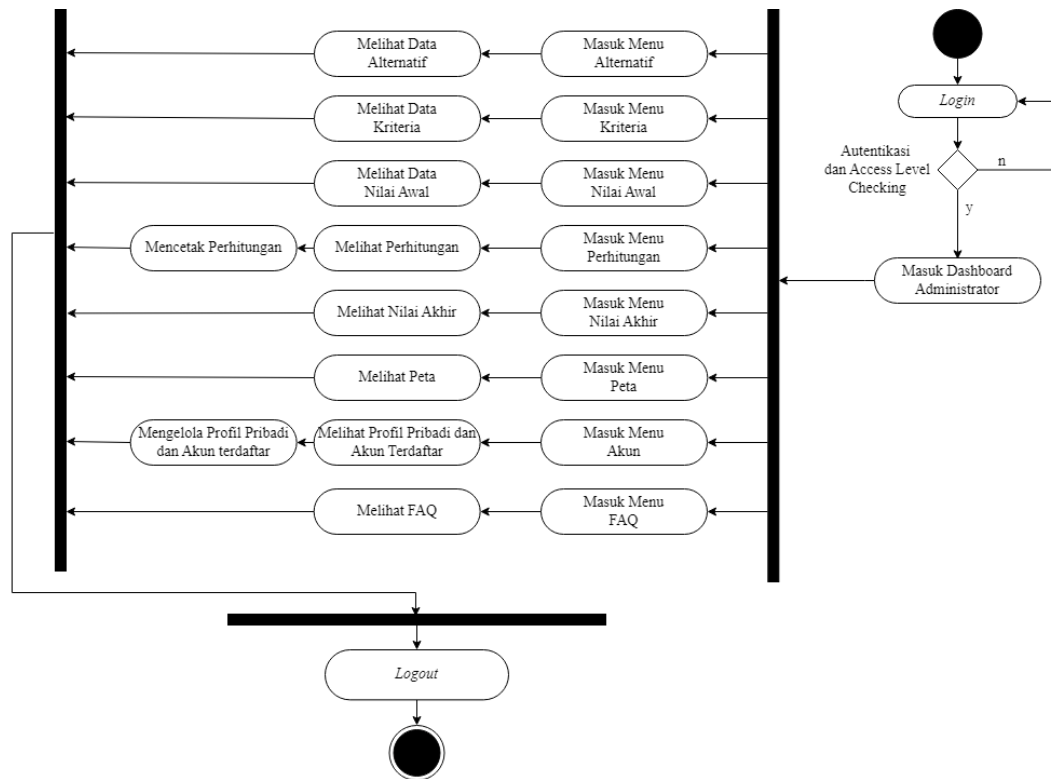 Melihat Data
Alternatif
Masuk Menu
Alternatif
Login
Melihat Data
Kriteria
Masuk Menu
Kriteria
Autentikasi
dan Access Level
Checking
n
y
Melihat Data
Nilai Awal
Masuk Menu
Nilai Awal
Mencetak Perhitungan
Melihat Perhitungan
Masuk Menu
Perhitungan
Masuk Dashboard
Administrator
Melihat Nilai Akhir
Masuk Menu
Nilai Akhir
Melihat Peta
Masuk Menu
Peta
Mengelola Profil Pribadi
dan Akun terdaftar
Melihat Profil Pribadi dan
Akun Terdaftar
Masuk Menu
Akun
Melihat FAQ
Masuk Menu
FAQ
Logout